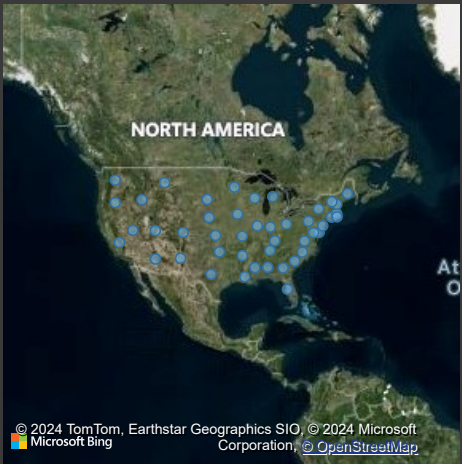 NORTH AMERICA
At
O
© 2024 TomTom, Earthstar Geographics SIO, © 2024 Microsoft
Microsoft Bing
Corporation, © OpenStreetMap